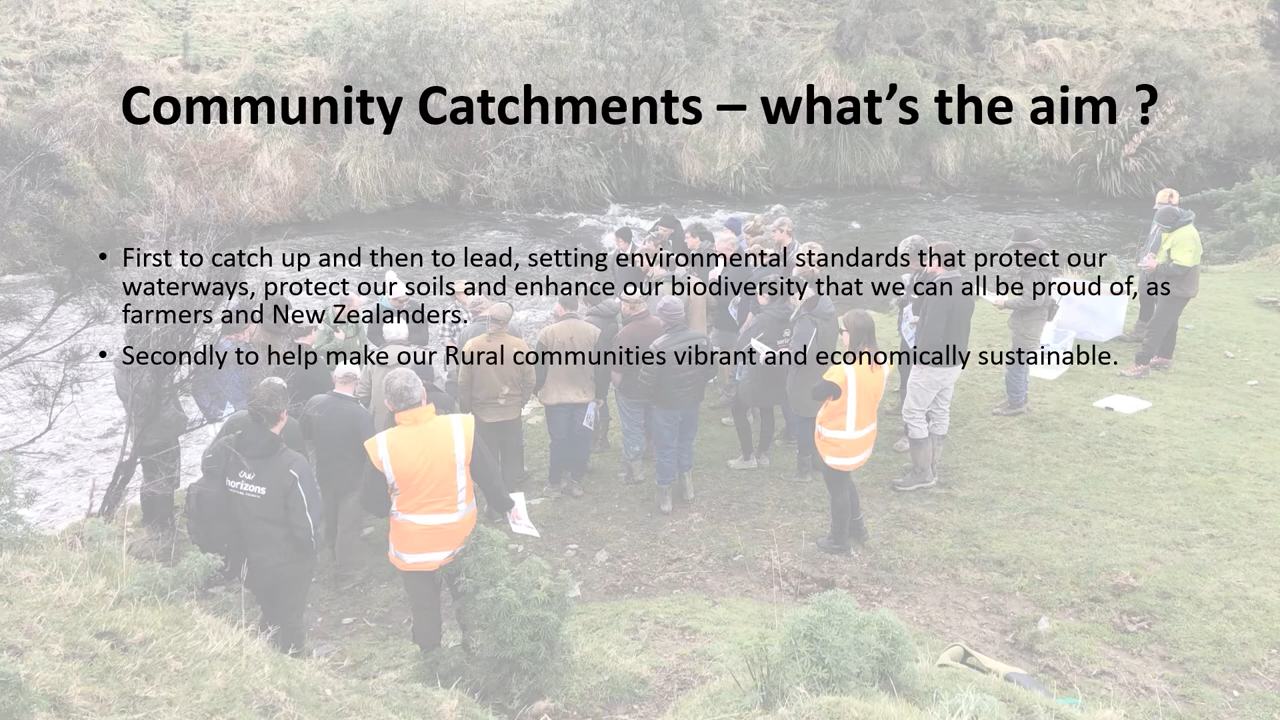 Community Catchments – what’s the aim ?
• First to catch up and then to lead, setting environmental standards that protect our
waterways, protect our soils and enhance our biodiversity that we can all be proud of, as
farmers and New Zealanders.
• Secondly to help make our Rural communities vibrant and economically sustainable.
horizons